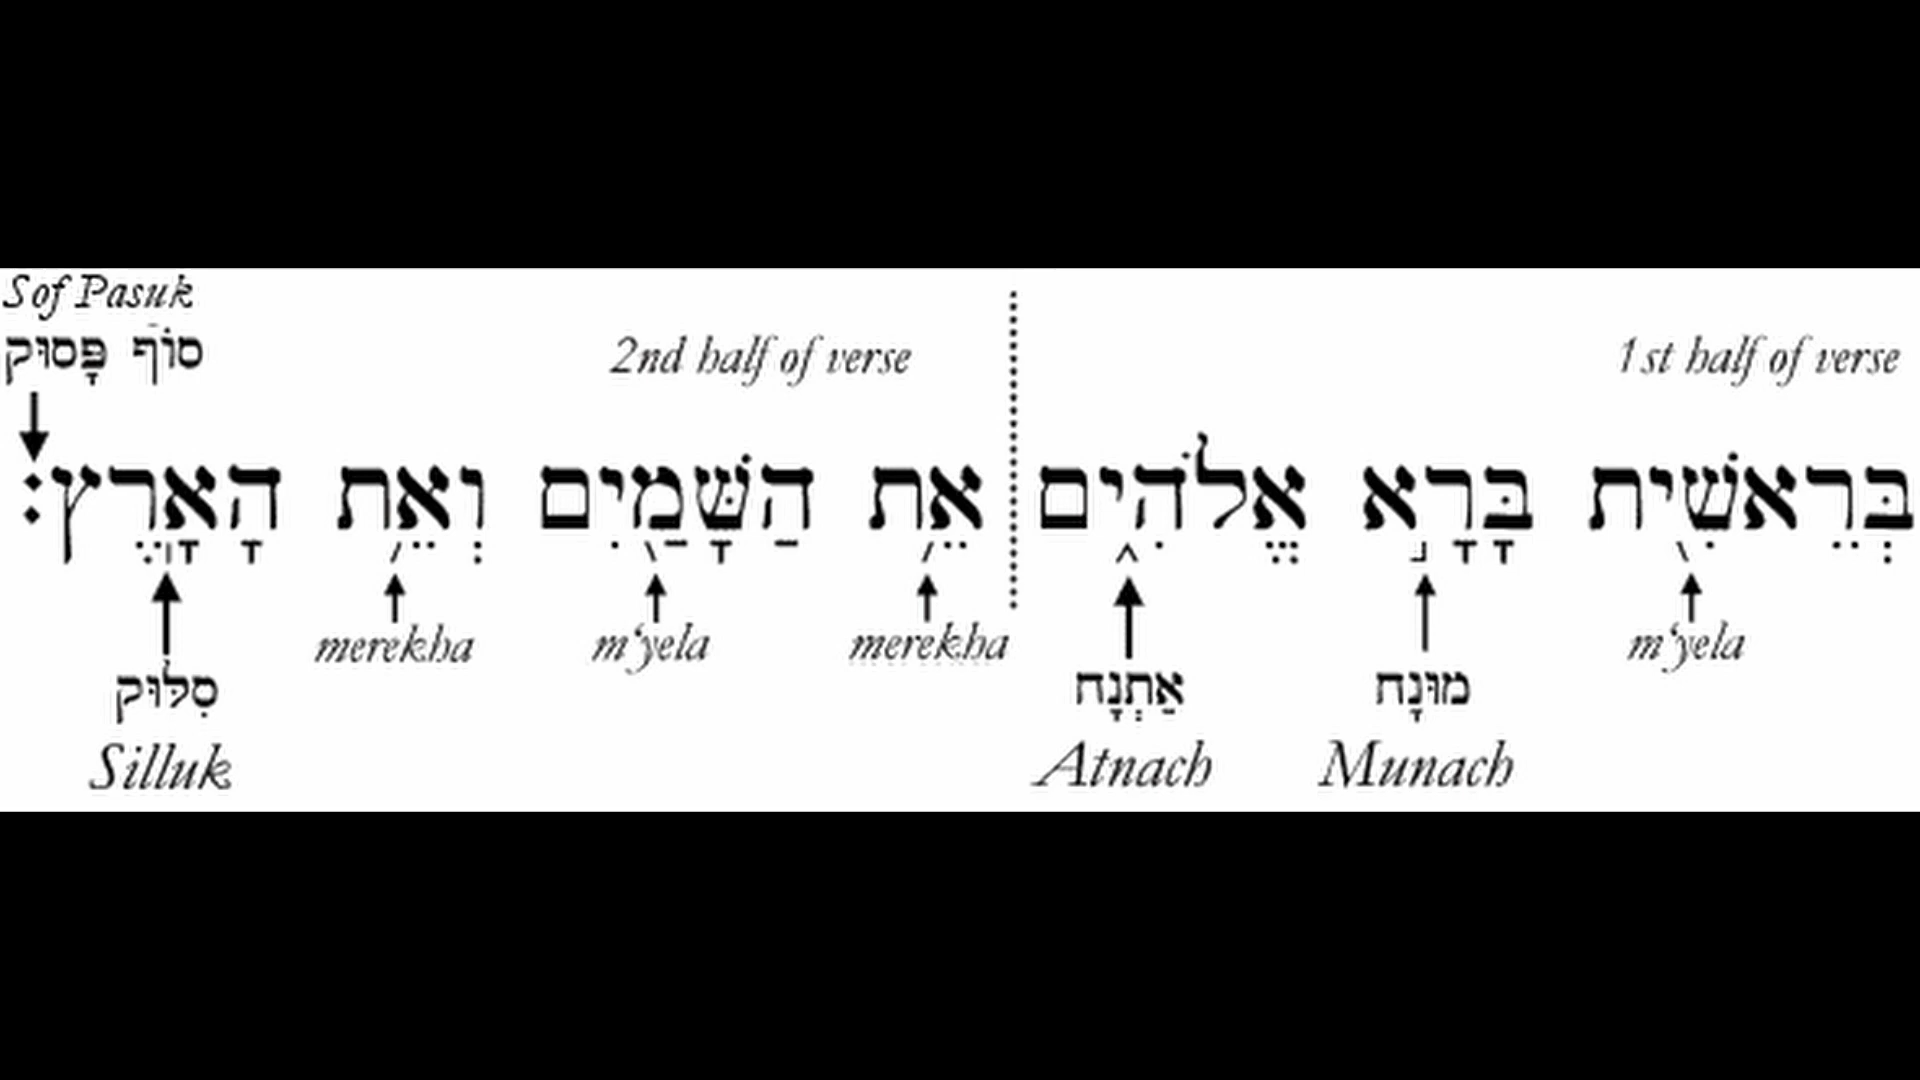 Sof Pasuk
סוֹף פָּסוּק
1st half of verse
2nd half of verse
בְּרֵאשִׁ֖ית בָּרָ֣א אֱלֹהִ֑ים אֵ֥ת הַשָּׁמַ֖יִם וְאֵ֥ת הָאָֽרֶץ׃
m‘yela
merekha
m‘yela
merekha
מוּנָח
אַתְנָח
סִלּוּק
Munach
Atnach
Silluk